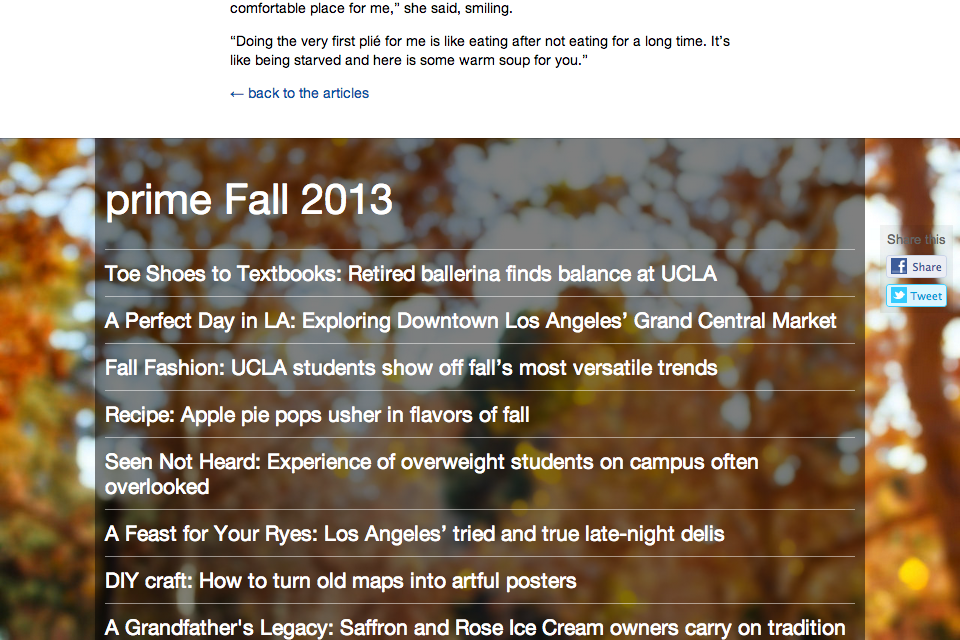 comfortable place for me,” she said, smiling.
“Doing the very first plié for me is like eating after not eating for a long time. It’s
like being starved and here is some warm soup for you.”
← back to the articles
prime Fall 2013
Share this
Share
Tweet
Toe Shoes to Textbooks: Retired ballerina finds balance at UCLA
A Perfect Day in LA: Exploring Downtown Los Angeles’ Grand Central Market
Fall Fashion: UCLA students show off fall’s most versatile trends
Recipe: Apple pie pops usher in flavors of fall
Seen Not Heard: Experience of overweight students on campus often
overlooked
A Feast for Your Ryes: Los Angeles’ tried and true late-night delis
DIY craft: How to turn old maps into artful posters
A Grandfather's Legacy: Saffron and Rose Ice Cream owners carry on tradition